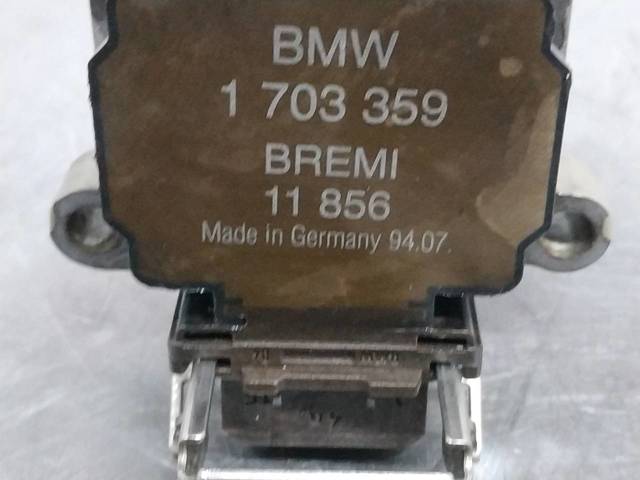 BMW
1 703 359
BREMI
11 856
Made in Germany 94.07.